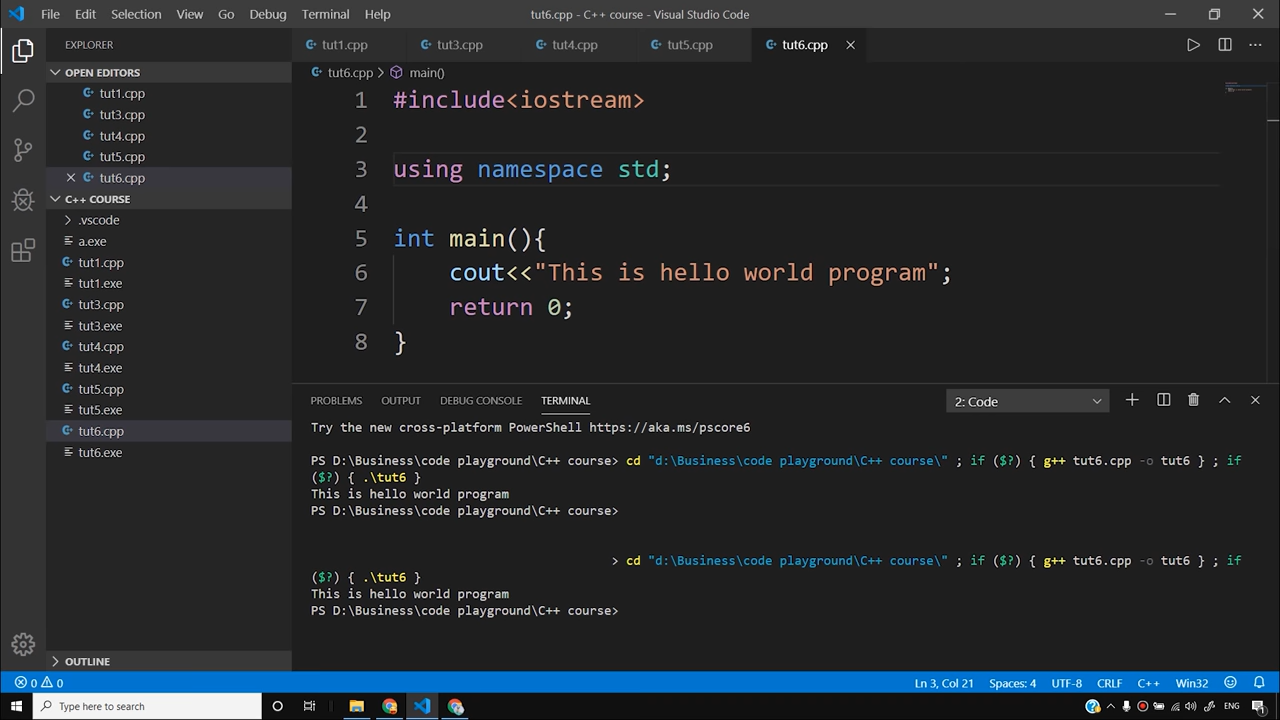 File Edit Selection View Go Debug Terminal Help tut6.cpp - C++ course - Visual Studio Code
EXPLORER
OPEN EDITORS
tut1.cpp
tut3.cpp
tut4.cpp
tut5.cpp
tut6.cpp
C++ COURSE
.vscode
a.exe
tut1.cpp
tut1.exe
tut3.cpp
tut3.exe
tut4.cpp
tut4.exe
tut5.cpp
tut5.exe
tut6.cpp
tut6.exe
OUTLINE
tut1.cpp tut3.cpp tut4.cpp tut5.cpp tut6.cpp
tut6.cpp > main()
1 #include<iostream>
2
3 using namespace std;
4
5 int main(){
6 cout<<"This is hello world program";
7 return 0;
8 }
PROBLEMS OUTPUT DEBUG CONSOLE TERMINAL 2: Code
Try the new cross-platform PowerShell https://aka.ms/pscore6
PS D:\Business\code playground\C++ course> cd "d:\Business\code playground\C++ course\" ; if ($?) { g++ tut6.cpp -o tut6 } ; if
($?) { .\tut6 }
This is hello world program
PS D:\Business\code playground\C++ course>
> cd "d:\Business\code playground\C++ course\" ; if ($?) { g++ tut6.cpp -o tut6 } ; if
($?) { .\tut6 }
This is hello world program
PS D:\Business\code playground\C++ course>
0 0 Ln 3, Col 21 Spaces: 4 UTF-8 CRLF C++ Win32
Type here to search ENG